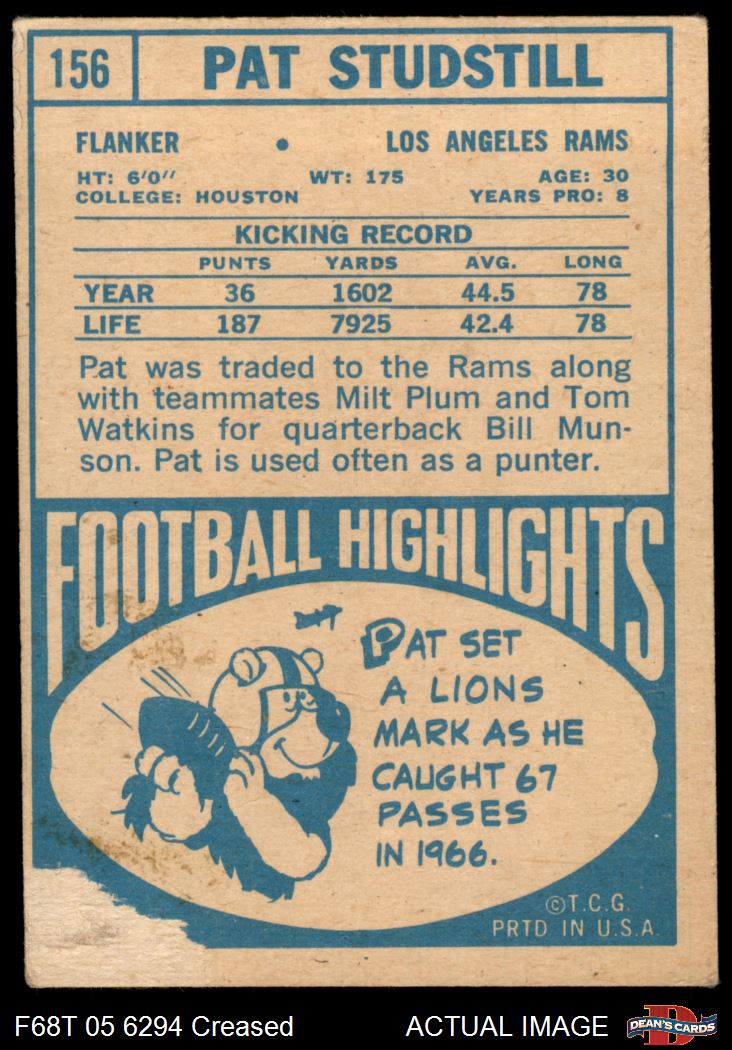 156 PAT STUDSTILL
FLANKER • LOS ANGELES RAMS
HT: 6'0" WT: 175 AGE: 30
COLLEGE: HOUSTON YEARS PRO: 8
KICKING RECORD
PUNTS YARDS AVG. LONG
YEAR 36 1602 44.5 78
LIFE 187 7925 42.4 78
Pat was traded to the Rams along
with teammates Milt Plum and Tom
Watkins for quarterback Bill Mun-
son. Pat is used often as a punter.
FOOTBALL HIGHLIGHTS
PAT SET
A LIONS
MARK AS HE
CAUGHT 67
PASSES
IN 1966.
©T.C.G.
PRTD IN U.S.A.
F68T 05 6294 Creased ACTUAL IMAGE D DEAN'S CARDS